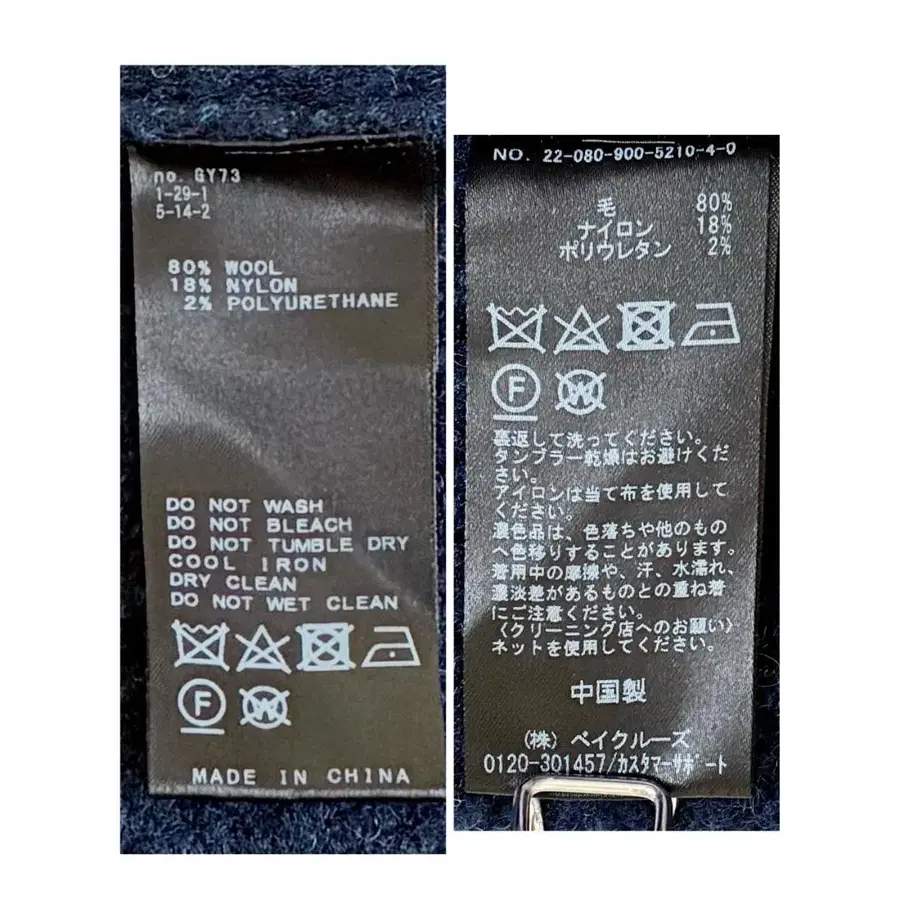 no. GY73
1-29-1
5-14-2
80% WOOL
18% NYLON
2% POLYURETHANE
DO NOT WASH
DO NOT BLEACH
DO NOT TUMBLE DRY
COOL IRON
DRY CLEAN
DO NOT WET CLEAN
F W
MADE IN CHINA
NO. 22-080-900-5210-4-0
毛 80%
ナイロン 18%
ポリウレタン 2%
F W
裏返して洗ってください。
タンブラー乾燥はお避けくだ
さい。
アイロンは当て布を使用して
ください。
濃色品は、色落ちや他のもの
へ色移りすることがあります。
着用中の摩擦や、汗、水濡れ、
濃淡差があるものとの重ね着
にご注意ください。
〈クリーニング店へのお願い〉
ネットを使用してください。
中国製
(株) ベイクルーズ
0120-301457/カスタマーサポート